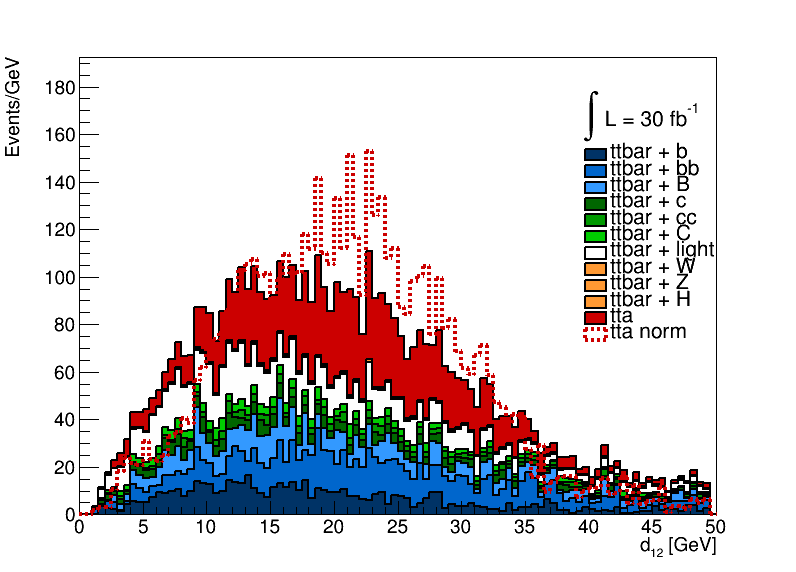 Events/GeV
180
160
140
120
100
80
60
40
20
0
∫ L = 30 fb⁻¹
ttbar + b
ttbar + bb
ttbar + B
ttbar + c
ttbar + cc
ttbar + C
ttbar + light
ttbar + W
ttbar + Z
ttbar + H
tta
tta norm
0 5 10 15 20 25 30 35 40 45 50
d₁₂ [GeV]